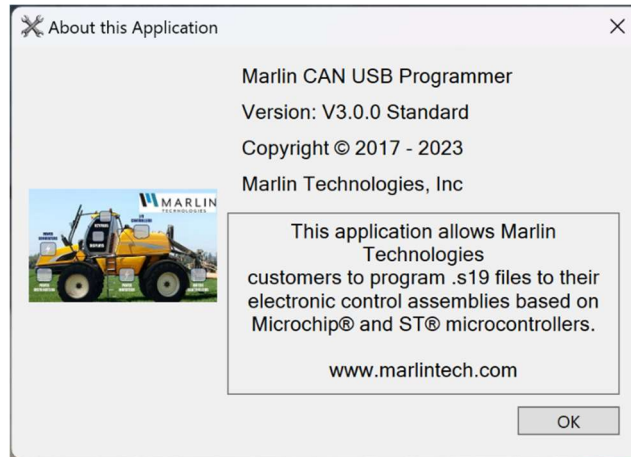 About this Application
Marlin CAN USB Programmer
Version: V3.0.0 Standard
Copyright © 2017 - 2023
Marlin Technologies, Inc
MARLIN
TECHNOLOGIES
This application allows Marlin
Technologies
customers to program .s19 files to their
electronic control assemblies based on
Microchip® and ST® microcontrollers.
www.marlintech.com
OK